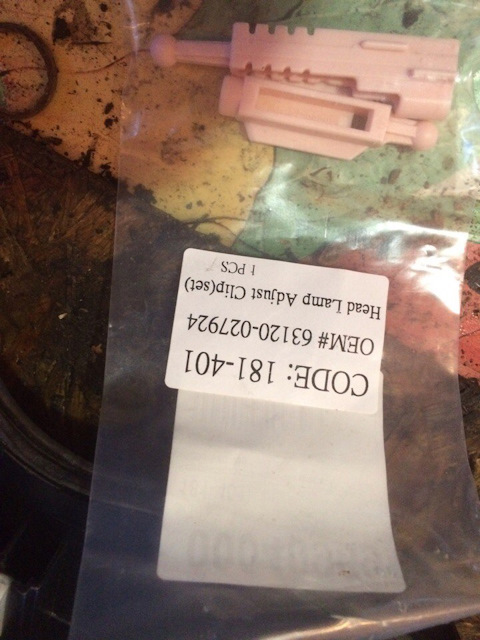 CODE: 181-401
OEM# 63120-027924
Head Lamp Adjust Clip(set)
1 PCS